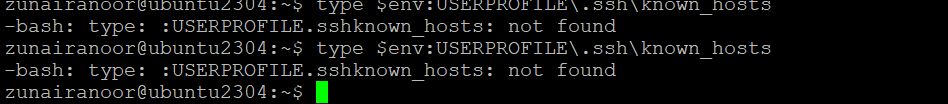 zunairanoor@ubuntu2304:~$ type $env:USERPROFILE\.ssh\known_hosts
-bash: type: :USERPROFILE.sshknown_hosts: not found
zunairanoor@ubuntu2304:~$ type $env:USERPROFILE\.ssh\known_hosts
-bash: type: :USERPROFILE.sshknown_hosts: not found
zunairanoor@ubuntu2304:~$